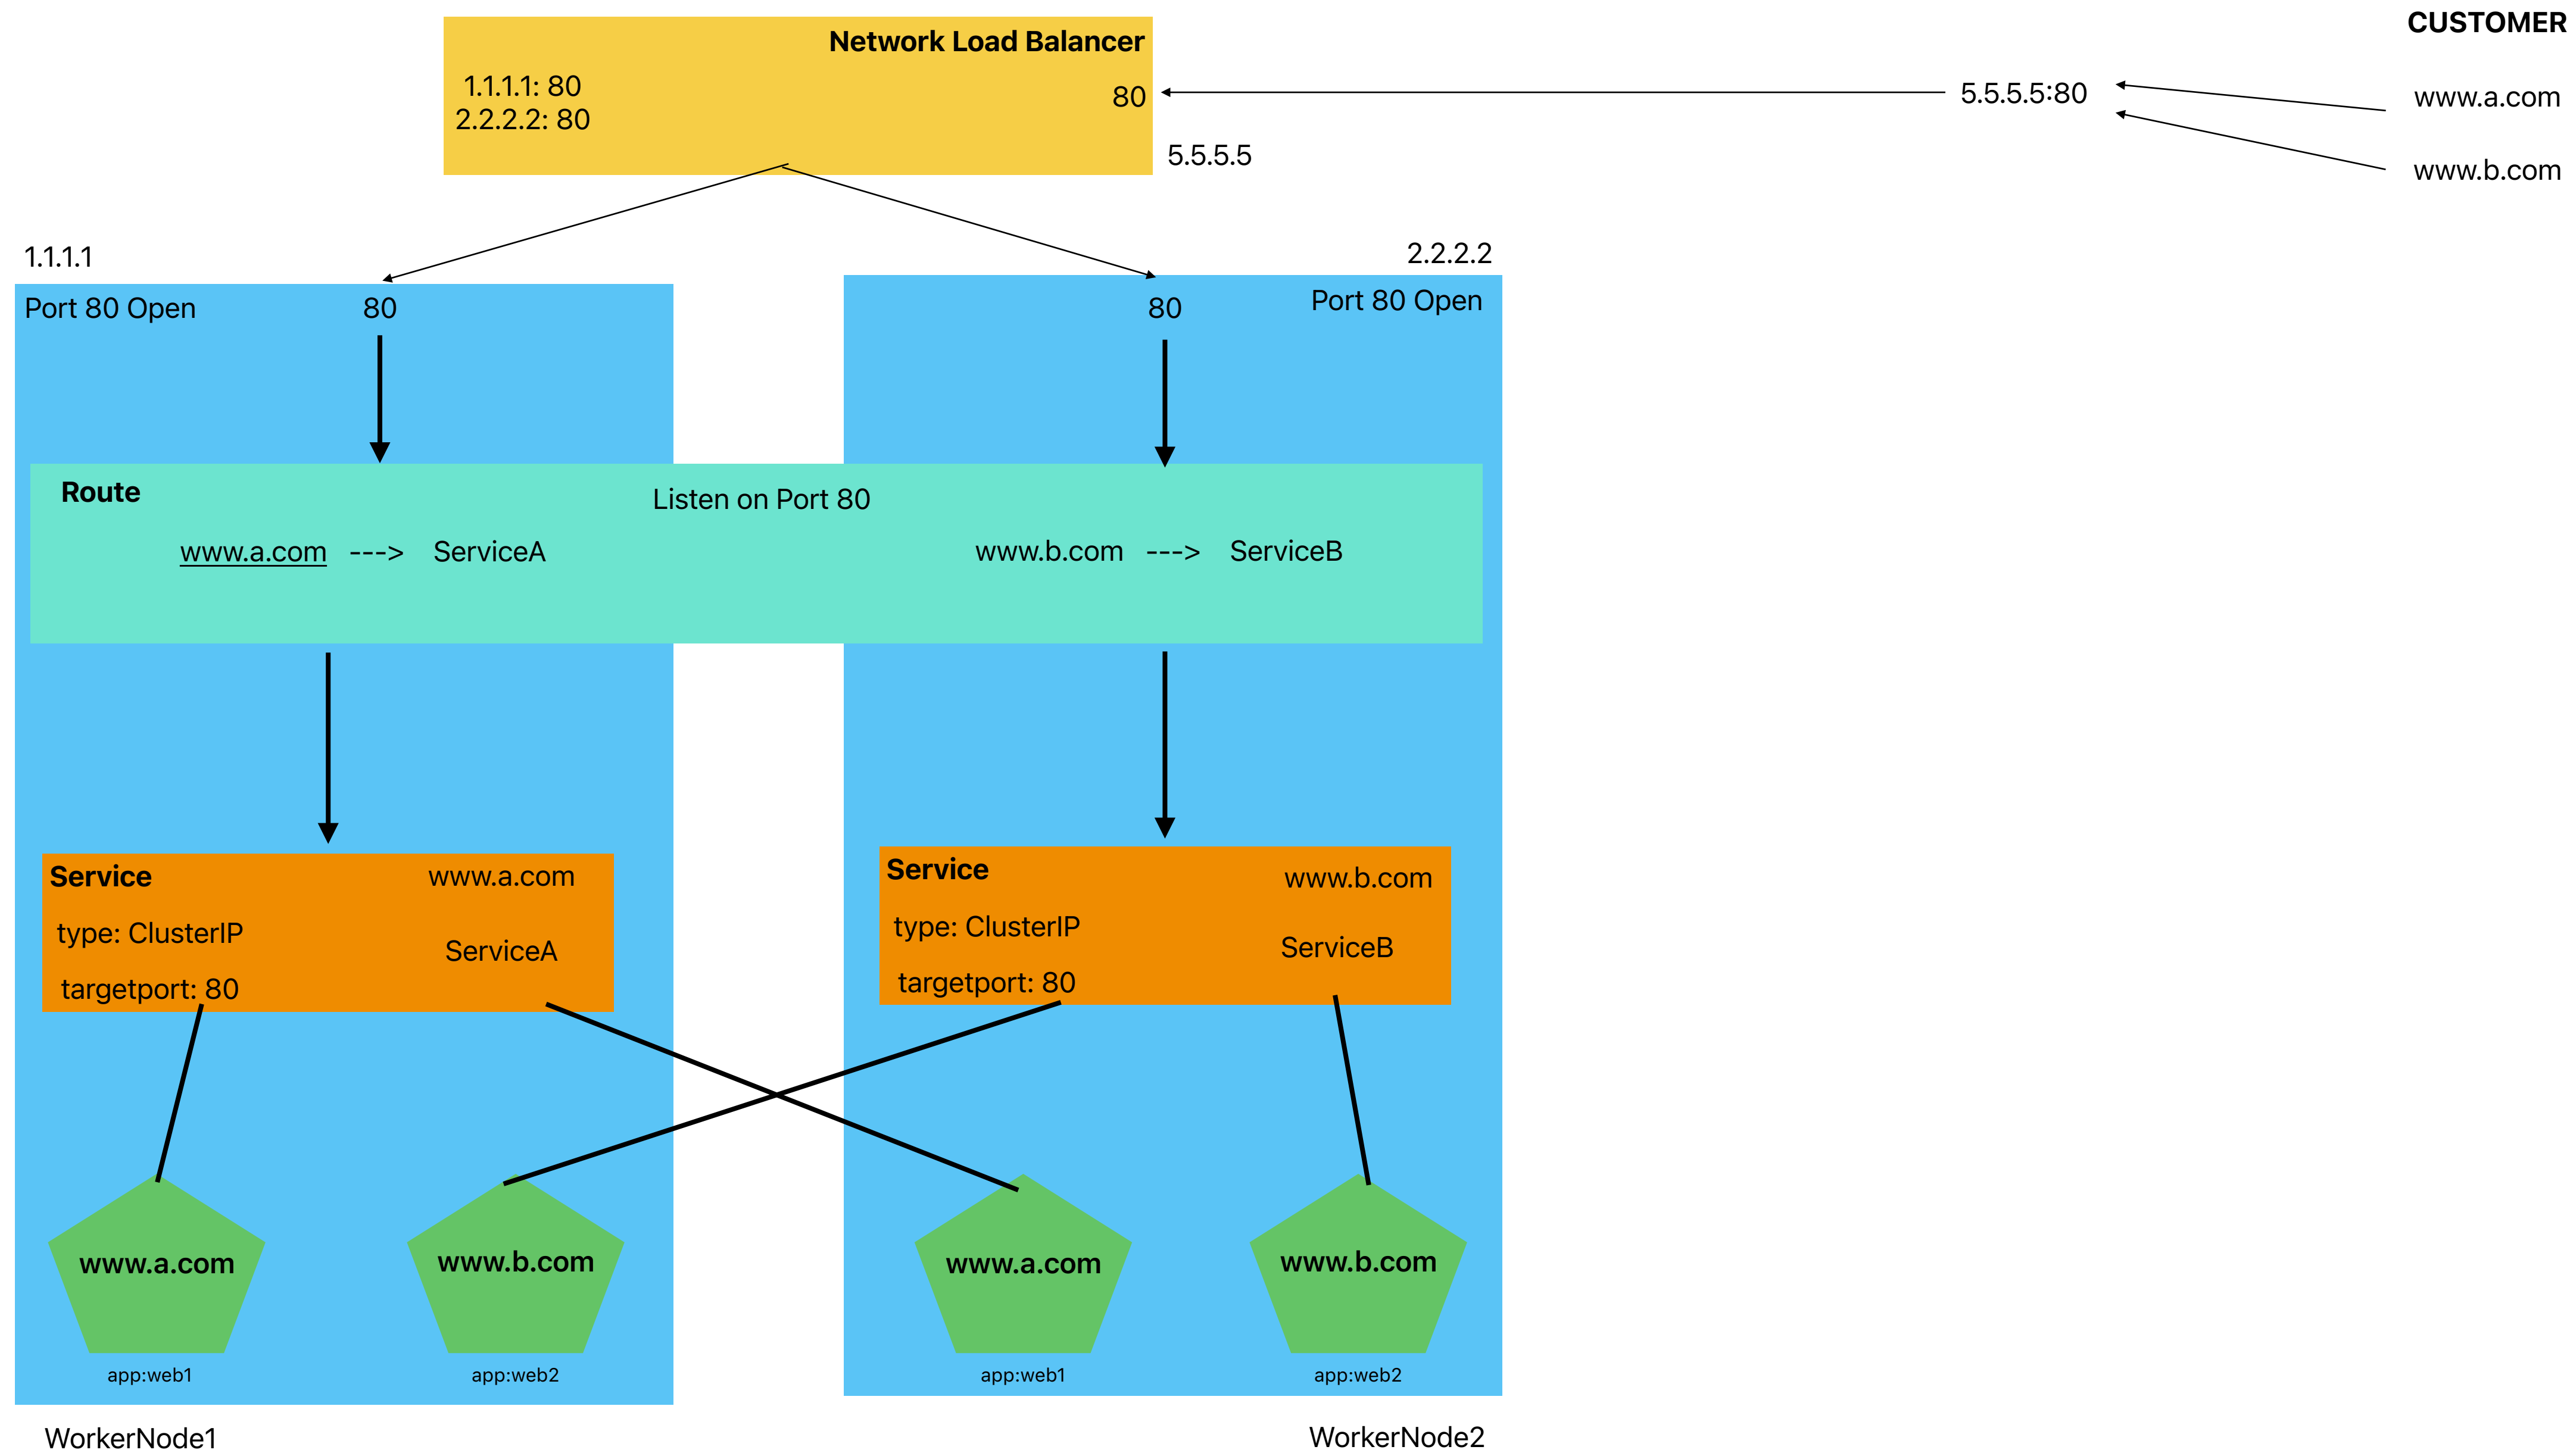 CUSTOMER
Network Load Balancer
1.1.1.1: 80
2.2.2.2: 80
80
5.5.5.5:80
www.a.com
www.b.com
5.5.5.5
1.1.1.1
2.2.2.2
Port 80 Open
80
80
Port 80 Open
Route
Listen on Port 80
www.a.com ---> ServiceA
www.b.com ---> ServiceB
Service
www.a.com
type: ClusterIP
ServiceA
targetport: 80
Service
www.b.com
type: ClusterIP
ServiceB
targetport: 80
www.a.com
www.b.com
www.a.com
www.b.com
app:web1
app:web2
app:web1
app:web2
WorkerNode1
WorkerNode2